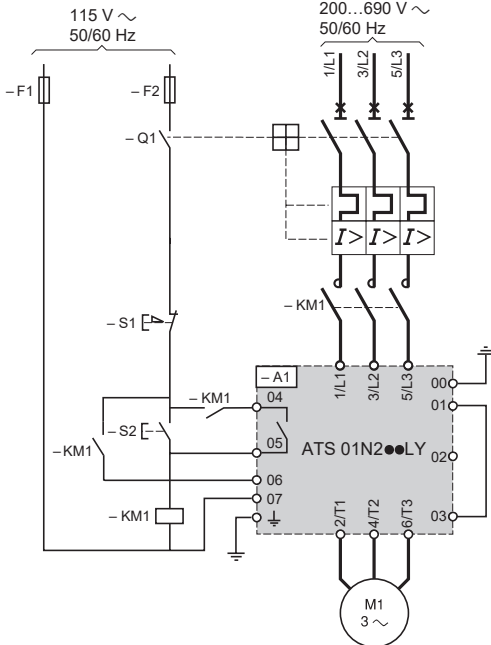 115 V ∼
50/60 Hz
200...690 V ∼
50/60 Hz
1/L1
3/L2
5/L3
– F1
– F2
– Q1
I>
I>
I>
– KM1
– S1
– A1
1/L1
3/L2
5/L3
00
– KM1
04
01
– S2
– KM1
05
ATS 01N2●●LY
02
06
07
– KM1
03
2/T1
4/T2
6/T3
M1
3 ∼